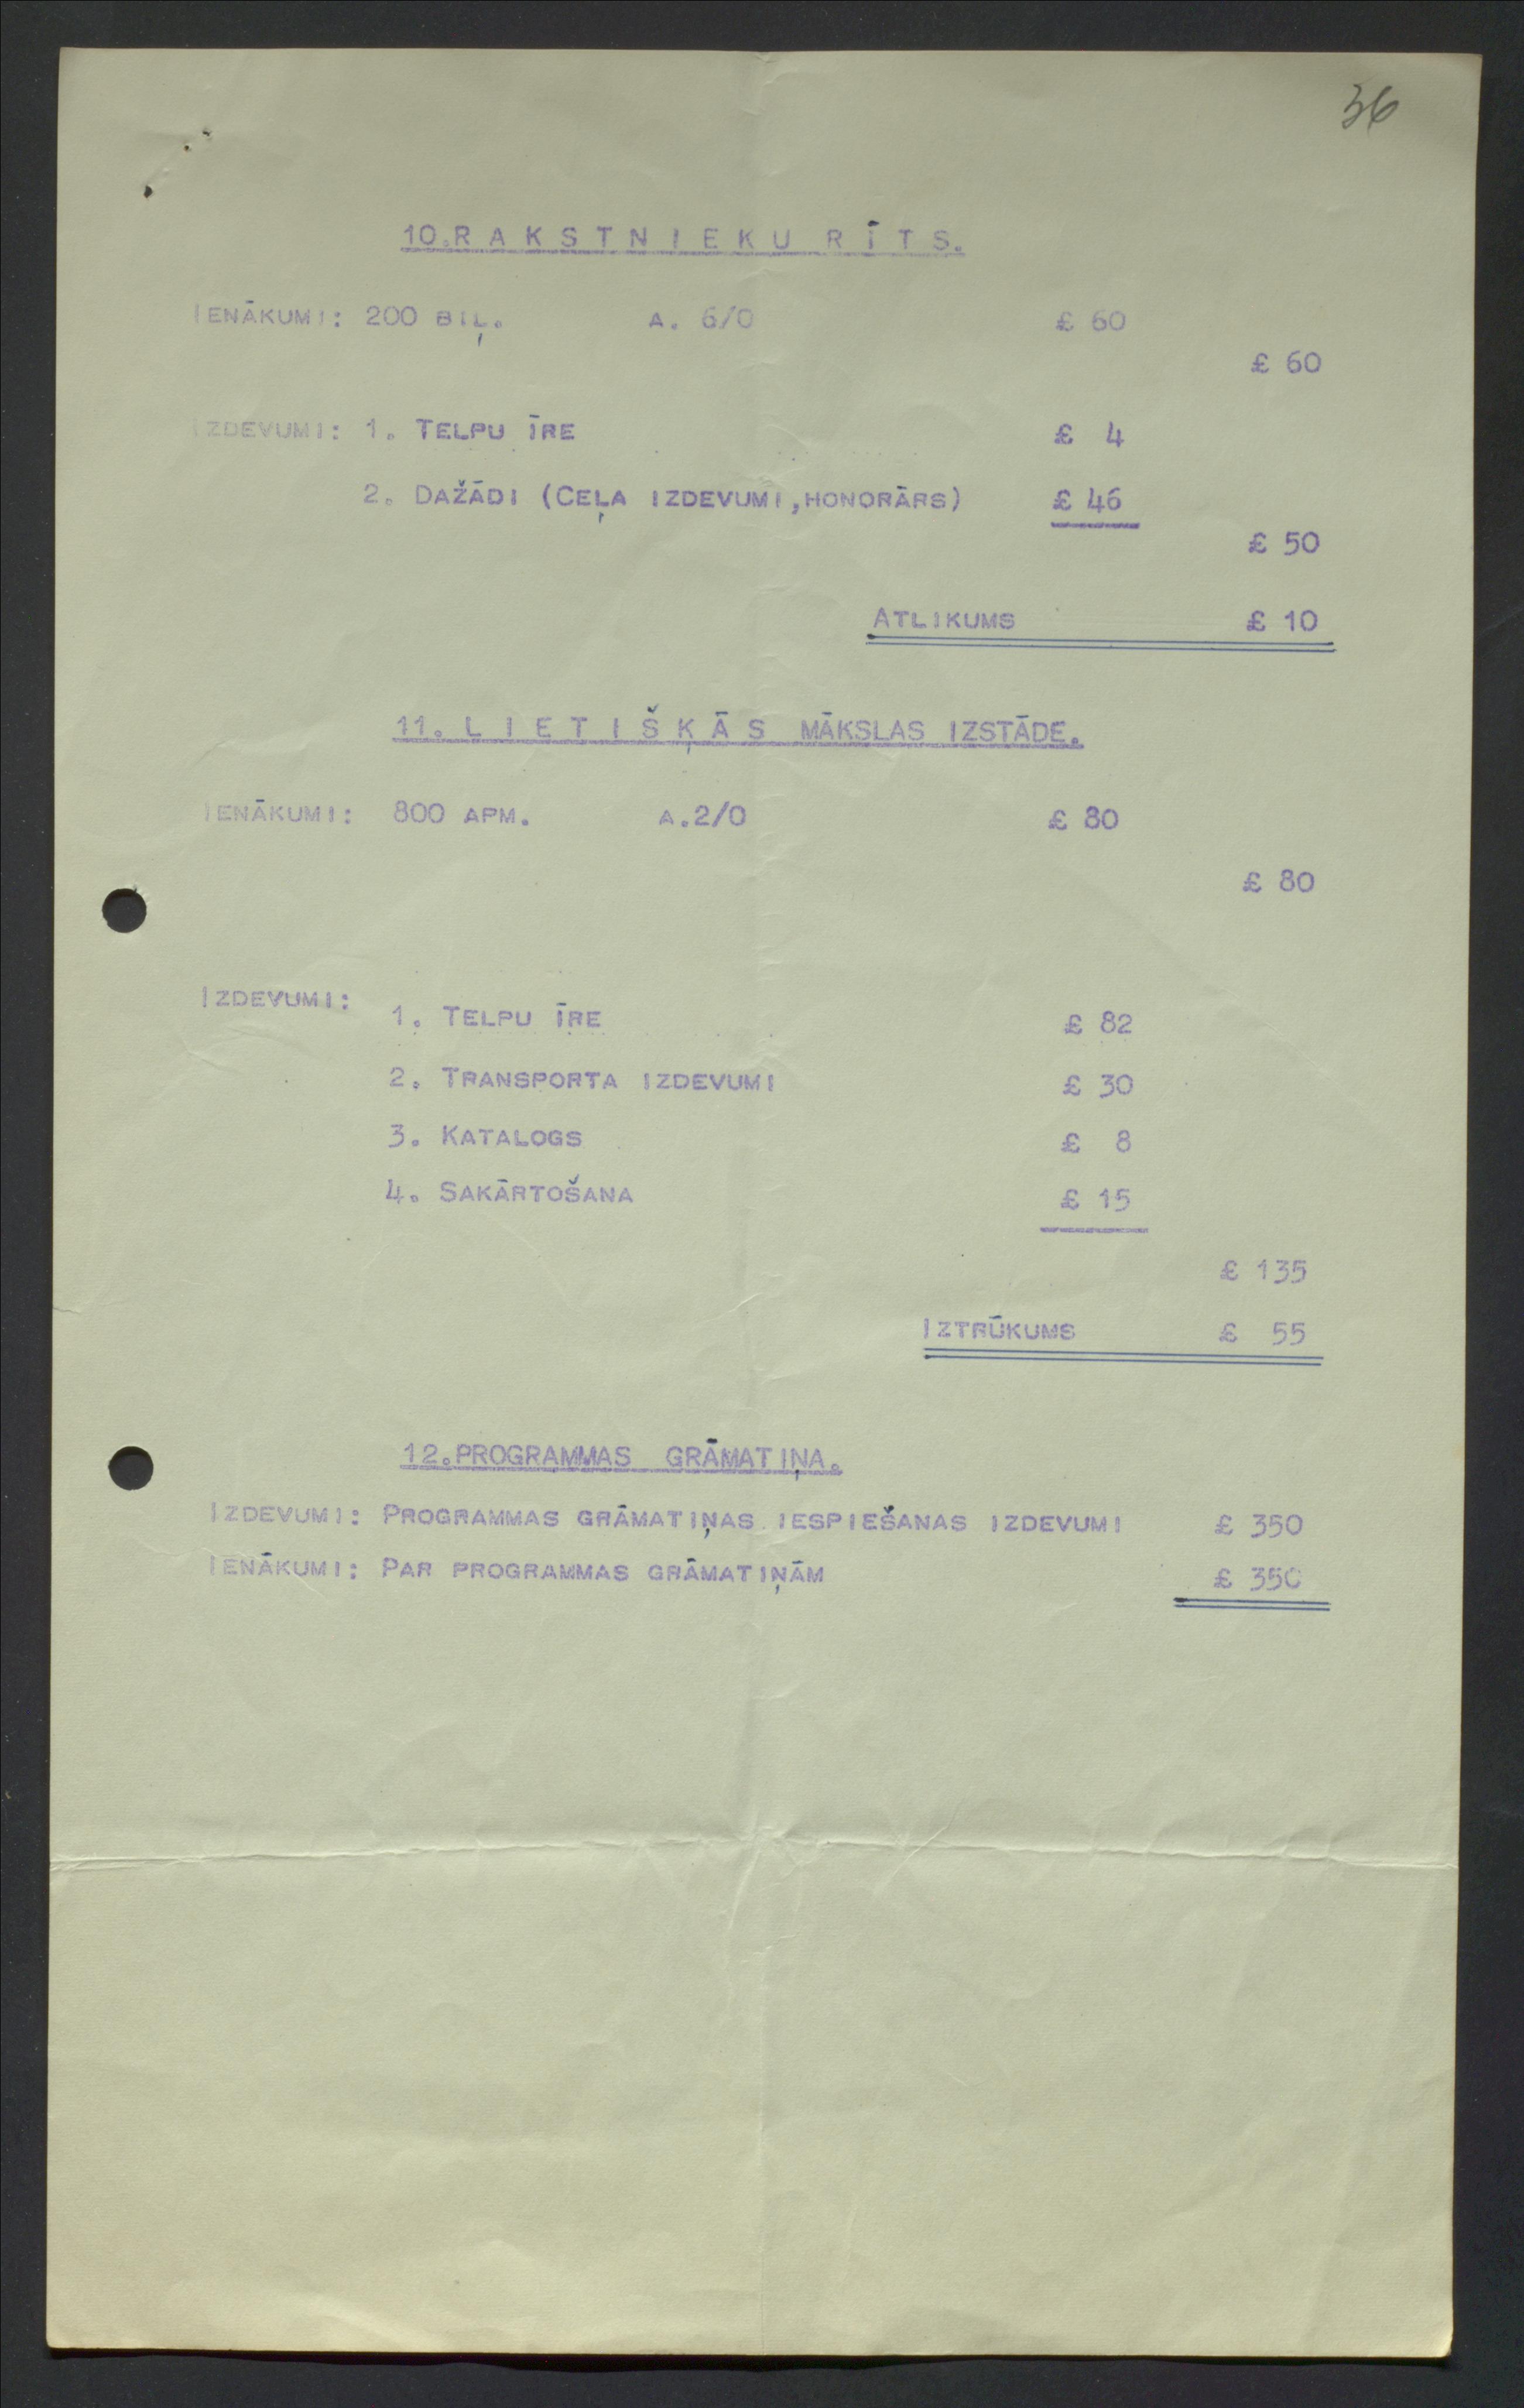 36
10.RAKSTNIEKU RĪTS.
IENĀKUMI: 200 BIĻ. A. 6/0 £ 60
£ 60
IZDEVUMI: 1. TELPU ĪRE £ 4
2. DAŽĀDI (CEĻA IZDEVUMI,HONORĀRS) £ 46
£ 50
ATLIKUMS £ 10
11. LIETIŠĶĀS MĀKSLAS IZSTĀDE.
IENĀKUMI: 800 APM. A.2/0 £ 80
£ 80
IZDEVUMI:
1. TELPU ĪRE £ 82
2. TRANSPORTA IZDEVUMI £ 30
3. KATALOGS £ 8
4. SAKĀRTOŠANA £ 15
£ 135
IZTRŪKUMS £ 55
12.PROGRAMMAS GRĀMATIŅA.
IZDEVUMI: PROGRAMMAS GRĀMATIŅAS IESPIEŠANAS IZDEVUMI £ 350
IENĀKUMI: PAR PROGRAMMAS GRĀMATIŅĀM £ 350